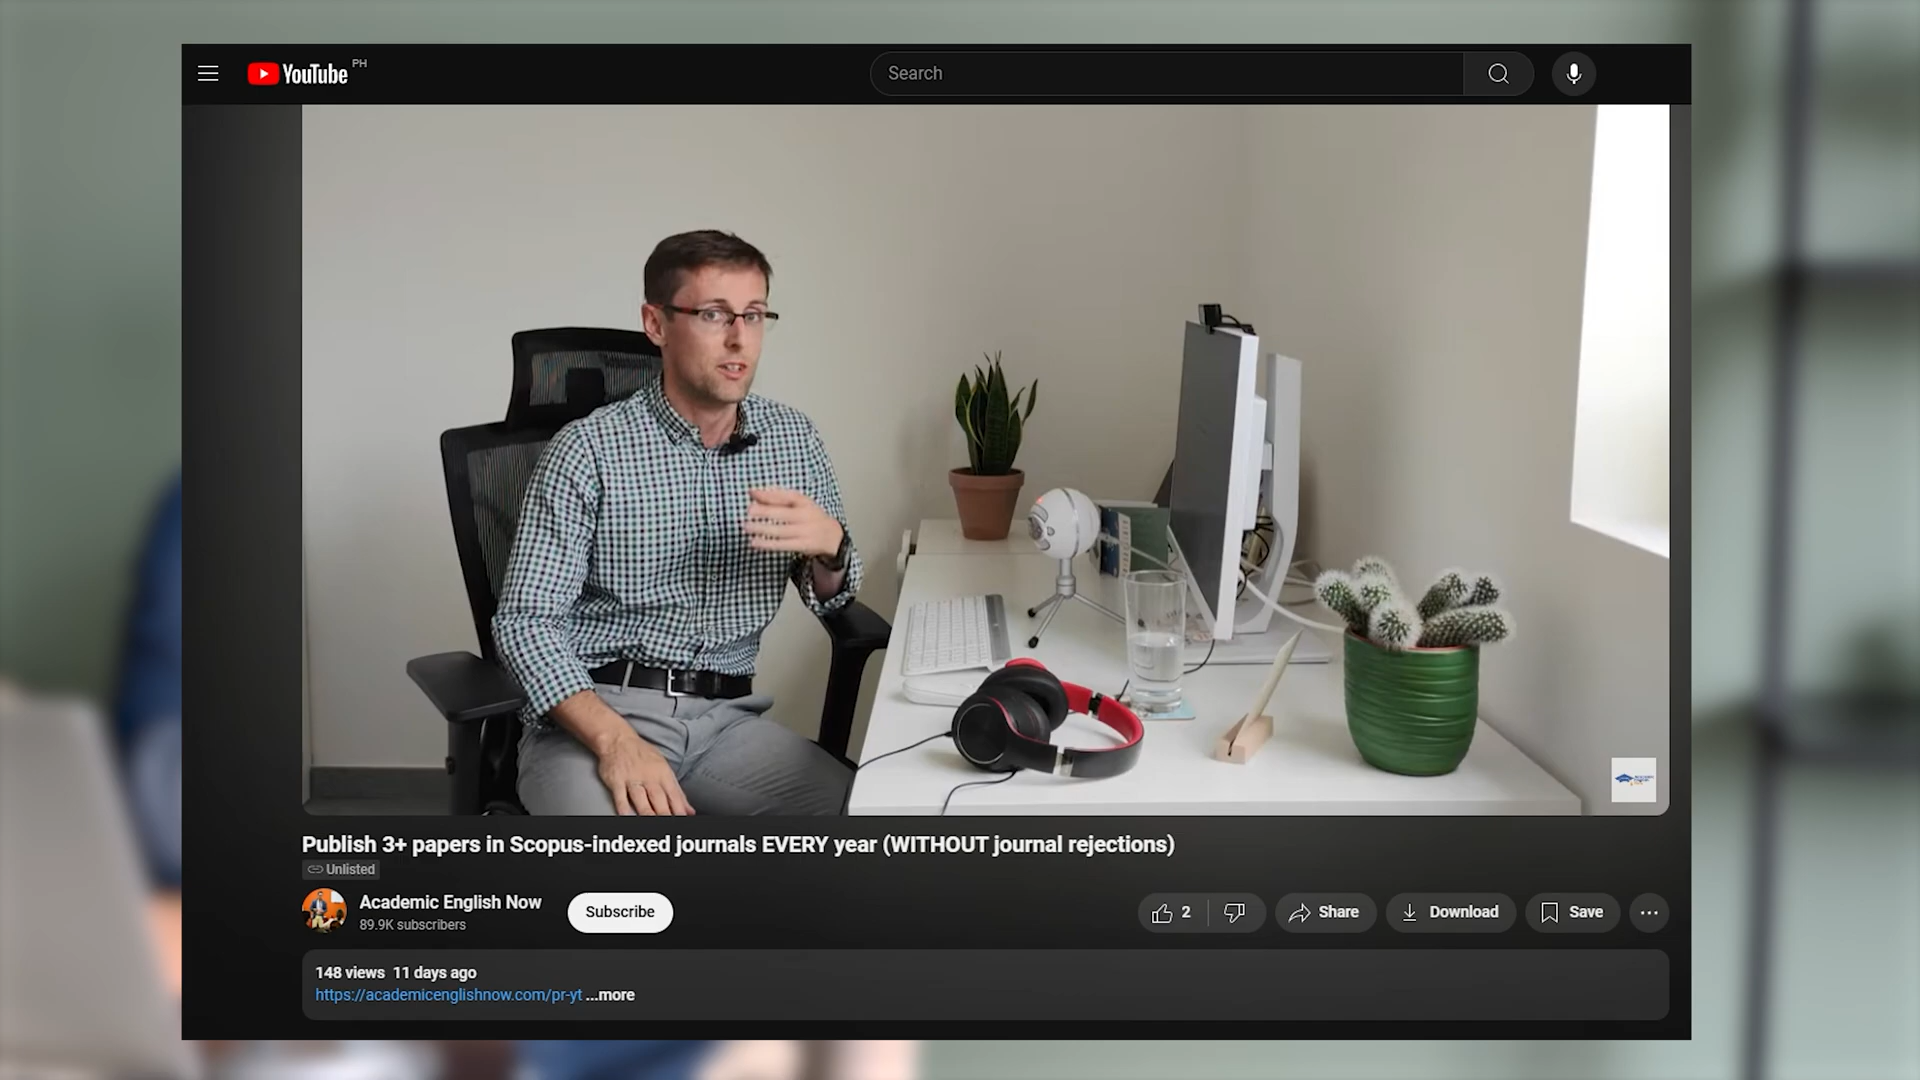 YouTube PH
Search
Publish 3+ papers in Scopus-indexed journals EVERY year (WITHOUT journal rejections)
Unlisted
Academic English Now
89.9K subscribers
Subscribe
2
Share
Download
Save
148 views 11 days ago
https://academicenglishnow.com/pr-yt ...more